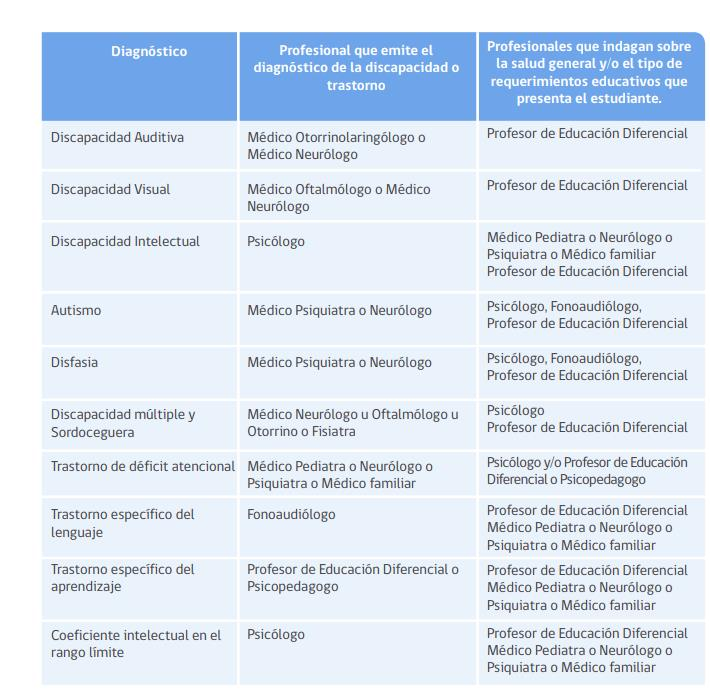 Diagnóstico
Profesional que emite el
diagnóstico de la discapacidad o
trastorno
Profesionales que indagan sobre
la salud general y/o el tipo de
requerimientos educativos que
presenta el estudiante.
Discapacidad Auditiva
Médico Otorrinolaringólogo o
Médico Neurólogo
Profesor de Educación Diferencial
Discapacidad Visual
Médico Oftalmólogo o Médico
Neurólogo
Profesor de Educación Diferencial
Discapacidad Intelectual
Psicólogo
Médico Pediatra o Neurólogo o
Psiquiatra o Médico familiar
Profesor de Educación Diferencial
Autismo
Médico Psiquiatra o Neurólogo
Psicólogo, Fonoaudiólogo,
Profesor de Educación Diferencial
Disfasia
Médico Psiquiatra o Neurólogo
Psicólogo, Fonoaudiólogo,
Profesor de Educación Diferencial
Discapacidad múltiple y
Sordoceguera
Médico Neurólogo u Oftalmólogo u
Otorrino o Fisiatra
Psicólogo
Profesor de Educación Diferencial
Trastorno de déficit atencional
Médico Pediatra o Neurólogo o
Psiquiatra o Médico familiar
Psicólogo y/o Profesor de Educación
Diferencial o Psicopedagogo
Trastorno específico del
lenguaje
Fonoaudiólogo
Profesor de Educación Diferencial
Médico Pediatra o Neurólogo o
Psiquiatra o Médico familiar
Trastorno específico del
aprendizaje
Profesor de Educación Diferencial o
Psicopedagogo
Profesor de Educación Diferencial
Médico Pediatra o Neurólogo o
Psiquiatra o Médico familiar
Coeficiente intelectual en el
rango límite
Psicólogo
Profesor de Educación Diferencial
Médico Pediatra o Neurólogo o
Psiquiatra o Médico familiar